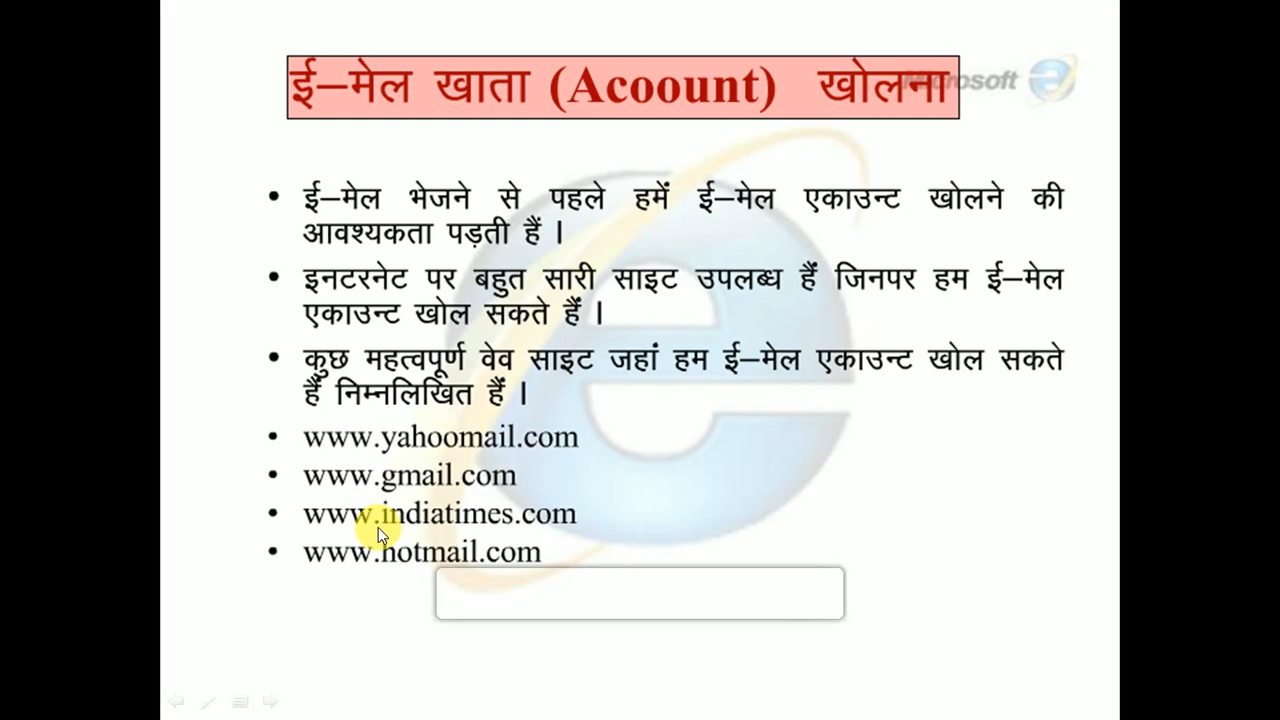 ई–मेल खाता (Acoount) खोलना
Microsoft
• ई–मेल भेजने से पहले हमें ई–मेल एकाउन्ट खोलने की
आवश्यकता पड़ती हैं ।
• इनटरनेट पर बहुत सारी साइट उपलब्ध हैं जिनपर हम ई–मेल
एकाउन्ट खोल सकते हैं ।
• कुछ महत्वपूर्ण वेव साइट जहां हम ई–मेल एकाउन्ट खोल सकते
हैं निम्नलिखित हैं ।
• www.yahoomail.com
• www.gmail.com
• www.indiatimes.com
• www.hotmail.com